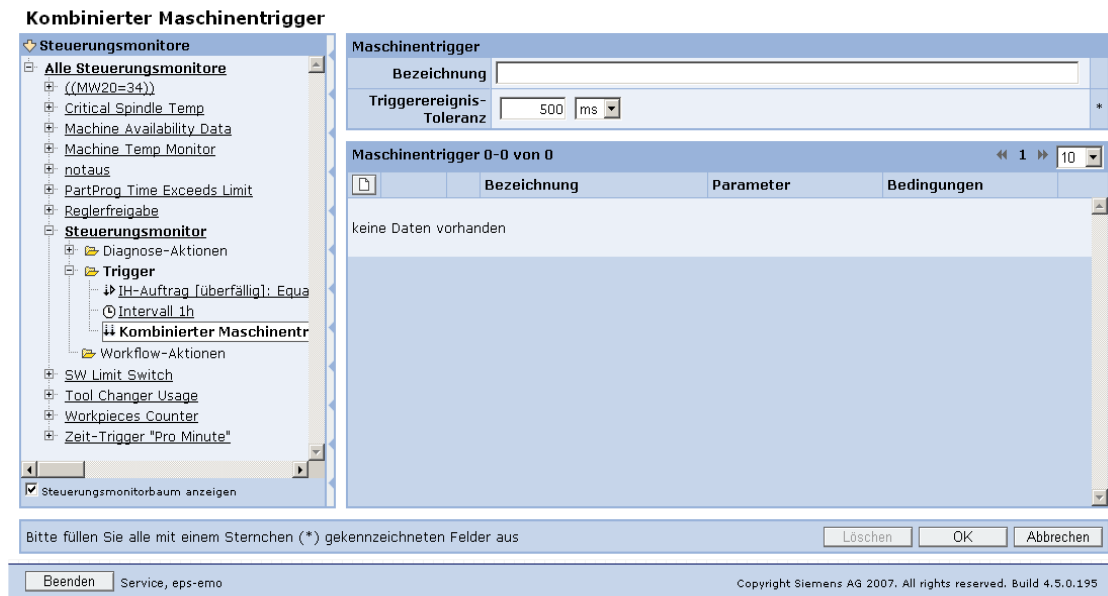 Kombinierter Maschinentrigger
Steuerungsmonitore
Alle Steuerungsmonitore
((MW20=34))
Critical Spindle Temp
Machine Availability Data
Machine Temp Monitor
notaus
PartProg Time Exceeds Limit
Reglerfreigabe
Steuerungsmonitor
Diagnose-Aktionen
Trigger
IH-Auftrag [überfällig]: Equa
Intervall 1h
Kombinierter Maschinentr
Workflow-Aktionen
SW Limit Switch
Tool Changer Usage
Workpieces Counter
Zeit-Trigger "Pro Minute"
Steuerungsmonitorbaum anzeigen
Maschinentrigger
Bezeichnung
Triggerereignis-
Toleranz 500 ms *
Maschinentrigger 0-0 von 0 1 10
Bezeichnung Parameter Bedingungen
keine Daten vorhanden
Bitte füllen Sie alle mit einem Sternchen (*) gekennzeichneten Felder aus Löschen OK Abbrechen
Beenden Service, eps-emo Copyright Siemens AG 2007. All rights reserved. Build 4.5.0.195